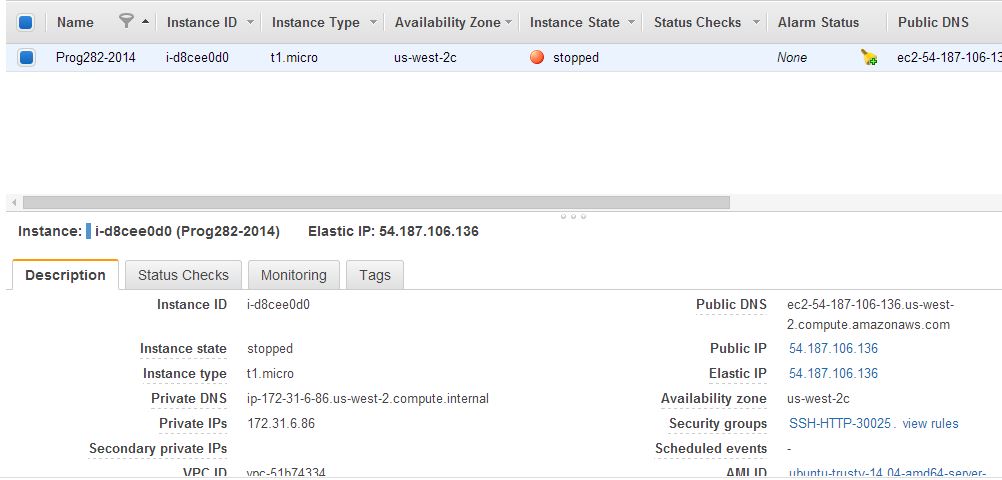 Name Instance ID Instance Type Availability Zone Instance State Status Checks Alarm Status Public DNS
Prog282-2014 i-d8cee0d0 t1.micro us-west-2c stopped None ec2-54-187-106-13
Instance: i-d8cee0d0 (Prog282-2014) Elastic IP: 54.187.106.136
Description Status Checks Monitoring Tags
Instance ID i-d8cee0d0 Public DNS ec2-54-187-106-136.us-west-
2.compute.amazonaws.com
Instance state stopped Public IP 54.187.106.136
Instance type t1.micro Elastic IP 54.187.106.136
Private DNS ip-172-31-6-86.us-west-2.compute.internal Availability zone us-west-2c
Private IPs 172.31.6.86 Security groups SSH-HTTP-30025 . view rules
Secondary private IPs Scheduled events -
VPC ID vpc-51b74334 AMI ID ubuntu-trusty-14.04-amd64-server-